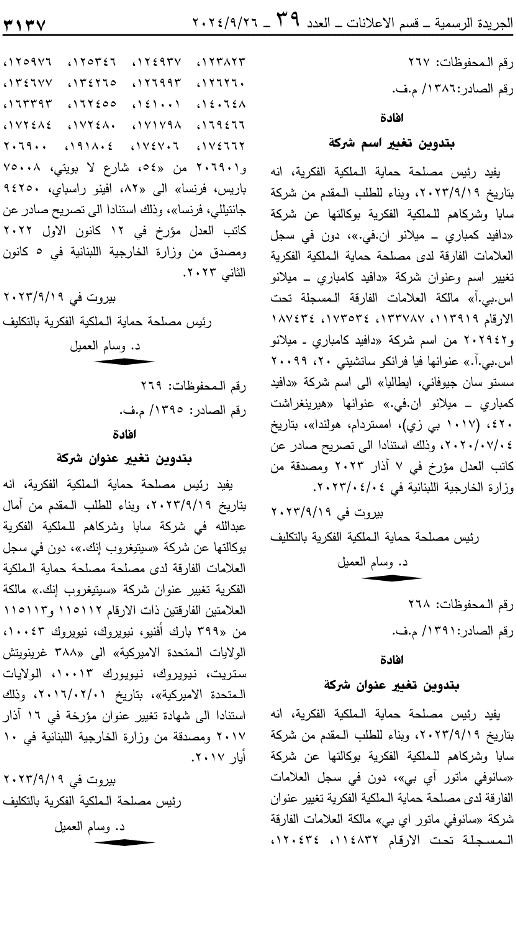 الجريدة الرسمية ــ قسم الاعلانات ــ العدد ٣٩ ــ ٢٠٢٤/٩/٢٦
٣١٣٧
رقم المحفوظات: ٢٦٧
رقم الصادر:١٣٨٦/ م.ف.
افادة
بتدوين تغيير اسم شركة
يفيد رئيس مصلحة حماية الملكية الفكرية، انه
بتاريخ ٢٠٢٣/٩/١٩، وبناء للطلب المقدم من شركة
سابا وشركاهم للملكية الفكرية بوكالتها عن شركة
«دافيد كمباري ــ ميلانو ان.في.»، دون في سجل
العلامات الفارقة لدى مصلحة حماية الملكية الفكرية
تغيير اسم وعنوان شركة «دافيد كامباري ــ ميلانو
اس.بي.آ.» مالكة العلامات الفارقة المسجلة تحت
الارقام ١١٣٩١٩، ١٣٣٧٨٧، ١٧٣٥٣٤، ١٨٧٤٣٤
و٢٠٢٩٤٢ من اسم شركة «دافيد كامباري ــ ميلانو
اس.بي.آ.» عنوانها فيا فرانكو ساتشيتي ٢٠، ٢٠٠٩٩
سستو سان جيوفاني، ايطاليا» الى اسم شركة «دافيد
كمباري ــ ميلانو ان.في.» عنوانها «هيرينغراشت
٤٢٠، (١٠١٧ بي زي)، امستردام، هولندا»، بتاريخ
٢٠٢٠/٠٧/٠٤، وذلك استنادا الى تصريح صادر عن
كاتب العدل مؤرخ في ٧ آذار ٢٠٢٣ ومصدقة من
وزارة الخارجية اللبنانية في ٢٠٢٣/٠٤/٠٤.
بيروت في ٢٠٢٣/٩/١٩
رئيس مصلحة حماية الملكية الفكرية بالتكليف
د. وسام العميل
رقم المحفوظات: ٢٦٨
رقم الصادر:١٣٩١/ م.ف.
افادة
بتدوين تغيير عنوان شركة
يفيد رئيس مصلحة حماية الملكية الفكرية، انه
بتاريخ ٢٠٢٣/٩/١٩، وبناء للطلب المقدم من شركة
سابا وشركاهم للملكية الفكرية بوكالتها عن شركة
«سانوفي ماتور آي بي»، دون في سجل العلامات
الفارقة لدى مصلحة حماية الملكية الفكرية تغيير عنوان
شركة «سانوفي ماتور اي بي» مالكة العلامات الفارقة
المسجلة تحت الارقام ١١٤٨٣٢، ١٢٠٤٣٤،
١٢٣٨٢٣، ١٢٤٩٣٧، ١٢٥٣٤٦، ١٢٥٩٧٦،
١٢٦٢٦٠، ١٢٦٩٩٣، ١٣٤٢٦٥، ١٣٤٦٧٧،
١٤٠٦٤٨، ١٤١٠٠١، ١٦٢٤٥٥، ١٦٣٣٩٣،
١٦٩٤٦٦، ١٧١٧٩٨، ١٧٢٤٨٠، ١٧٢٤٨٤،
١٧٤٦٦٢، ١٧٤٧٠٦، ١٩١٨٠٤، ٢٠٦٩٠٠
و٢٠٦٩٠١ من «٥٤، شارع لا بويتي، ٧٥٠٠٨
باريس، فرنسا» الى «٨٢، افينو راسباي، ٩٤٢٥٠
جانتيللي، فرنسا»، وذلك استنادا الى تصريح صادر عن
كاتب العدل مؤرخ في ١٢ كانون الاول ٢٠٢٢
ومصدق من وزارة الخارجية اللبنانية في ٥ كانون
الثاني ٢٠٢٣.
بيروت في ٢٠٢٣/٩/١٩
رئيس مصلحة حماية الملكية الفكرية بالتكليف
د. وسام العميل
رقم المحفوظات: ٢٦٩
رقم الصادر: ١٣٩٥/ م.ف.
افادة
بتدوين تغيير عنوان شركة
يفيد رئيس مصلحة حماية الملكية الفكرية، انه
بتاريخ ٢٠٢٣/٩/١٩، وبناء للطلب المقدم من آمال
عبدالله في شركة سابا وشركاهم للملكية الفكرية
بوكالتها عن شركة «سيتيغروب إنك.»، دون في سجل
العلامات الفارقة لدى مصلحة مصلحة حماية الملكية
الفكرية تغيير عنوان شركة «سيتيغروب إنك.» مالكة
العلامتين الفارقتين ذات الارقام ١١٥١١٢ و١١٥١١٣
من «٣٩٩ بارك أفنيو، نيويروك، نيويروك ١٠٠٤٣،
الولايات المتحدة الاميركية» الى «٣٨٨ غرينويتش
ستريت، نيويروك، نيويورك ١٠٠١٣، الولايات
المتحدة الاميركية»، بتاريخ ٢٠١٦/٠٢/٠١، وذلك
استنادا الى شهادة تغيير عنوان مؤرخة في ١٦ آذار
٢٠١٧ ومصدقة من وزارة الخارجية اللبنانية في ١٠
أيار ٢٠١٧.
بيروت في ٢٠٢٣/٩/١٩
رئيس مصلحة حماية الملكية الفكرية بالتكليف
د. وسام العميل